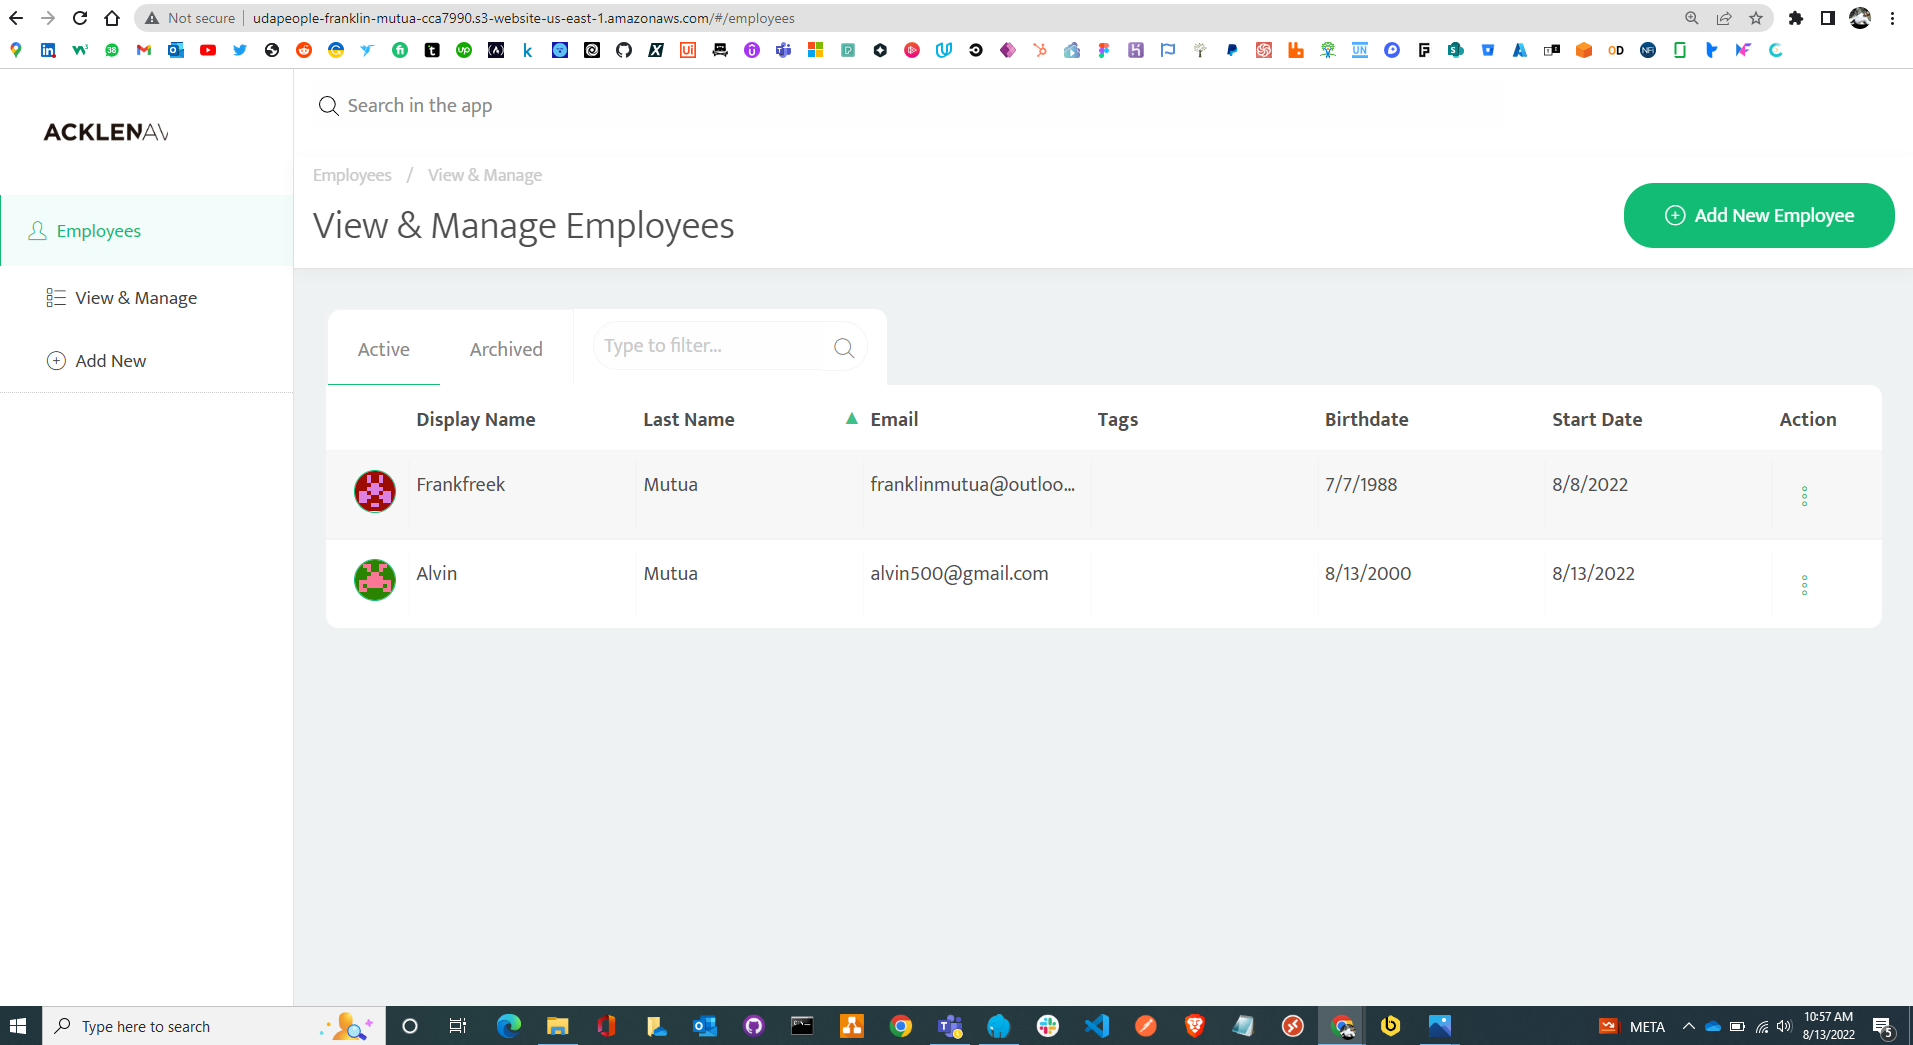 Not secure | udapeople-franklin-mutua-cca7990.s3-website-us-east-1.amazonaws.com/#/employees
ACKLENAV
Search in the app
Employees / View & Manage
View & Manage Employees
Add New Employee
Employees
View & Manage
Add New
Active Archived Type to filter...
Display Name Last Name Email Tags Birthdate Start Date Action
Frankfreek Mutua franklinmutua@outloo... 7/7/1988 8/8/2022
Alvin Mutua alvin500@gmail.com 8/13/2000 8/13/2022
Type here to search
META
10:57 AM
8/13/2022
5